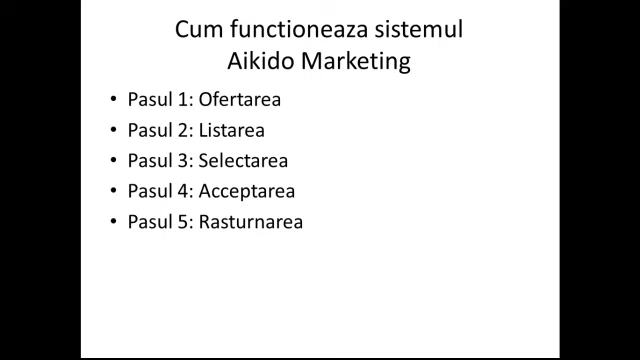 Cum functioneaza sistemul
Aikido Marketing
• Pasul 1: Ofertarea
• Pasul 2: Listarea
• Pasul 3: Selectarea
• Pasul 4: Acceptarea
• Pasul 5: Rasturnarea